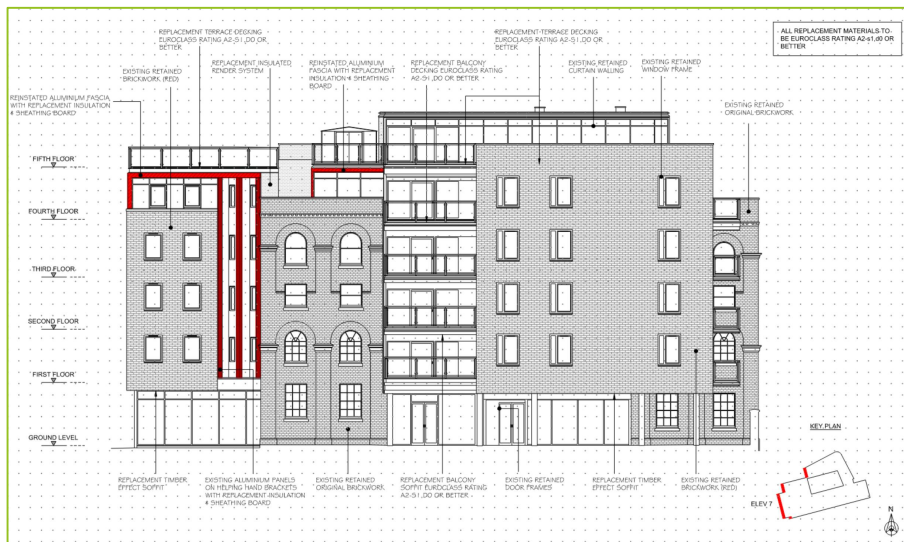 REPLACEMENT TERRACE DECKING
EUROCLASS RATING A2-S1,D0 OR
BETTER
REPLACEMENT TERRACE DECKING
EUROCLASS RATING A2-S1,D0 OR
BETTER
ALL REPLACEMENT MATERIALS TO
BE EUROCLASS RATING A2-s1,d0 OR
BETTER
EXISTING RETAINED
BRICKWORK (RED)
REPLACEMENT INSULATED
RENDER SYSTEM
REINSTATED ALUMINIUM
FASCIA WITH REPLACEMENT
INSULATION & SHEATHING
BOARD
REPLACEMENT BALCONY
DECKING EUROCLASS RATING
A2-S1,D0 OR BETTER
EXISTING RETAINED
CURTAIN WALLING
EXISTING RETAINED
WINDOW FRAME
REINSTATED ALUMINIUM FASCIA
WITH REPLACEMENT INSULATION
& SHEATHING BOARD
EXISTING RETAINED
ORIGINAL BRICKWORK
FIFTH FLOOR
FOURTH FLOOR
THIRD FLOOR
SECOND FLOOR
FIRST FLOOR
GROUND LEVEL
KEY PLAN
REPLACEMENT TIMBER
EFFECT SOFFIT
EXISTING ALUMINIUM PANELS
ON HELPING HAND BRACKETS
WITH REPLACEMENT INSULATION
& SHEATHING BOARD
EXISTING RETAINED
ORIGINAL BRICKWORK
REPLACEMENT BALCONY
SOFFIT EUROCLASS RATING
A2-S1,D0 OR BETTER
EXISTING RETAINED
DOOR FRAMES
REPLACEMENT TIMBER
EFFECT SOFFIT
EXISTING RETAINED
BRICKWORK (RED)
ELEV 7
N